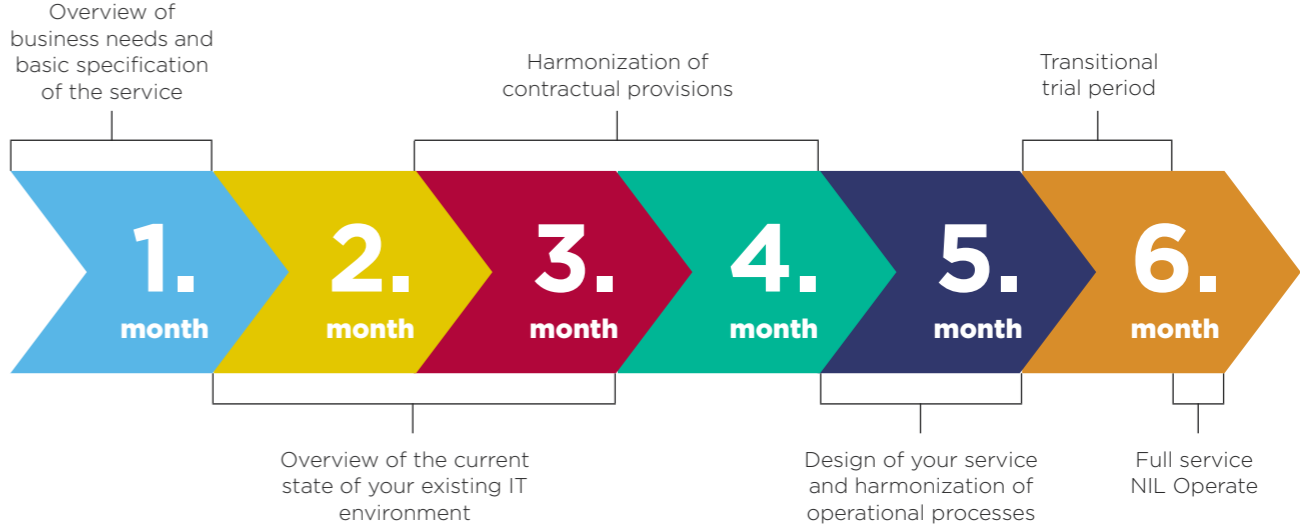 Overview of
business needs and
basic specification
of the service
Harmonization of
contractual provisions
Transitional
trial period
1.
month
2.
month
3.
month
4.
month
5.
month
6.
month
Overview of the current
state of your existing IT
environment
Design of your service
and harmonization of
operational processes
Full service
NIL Operate